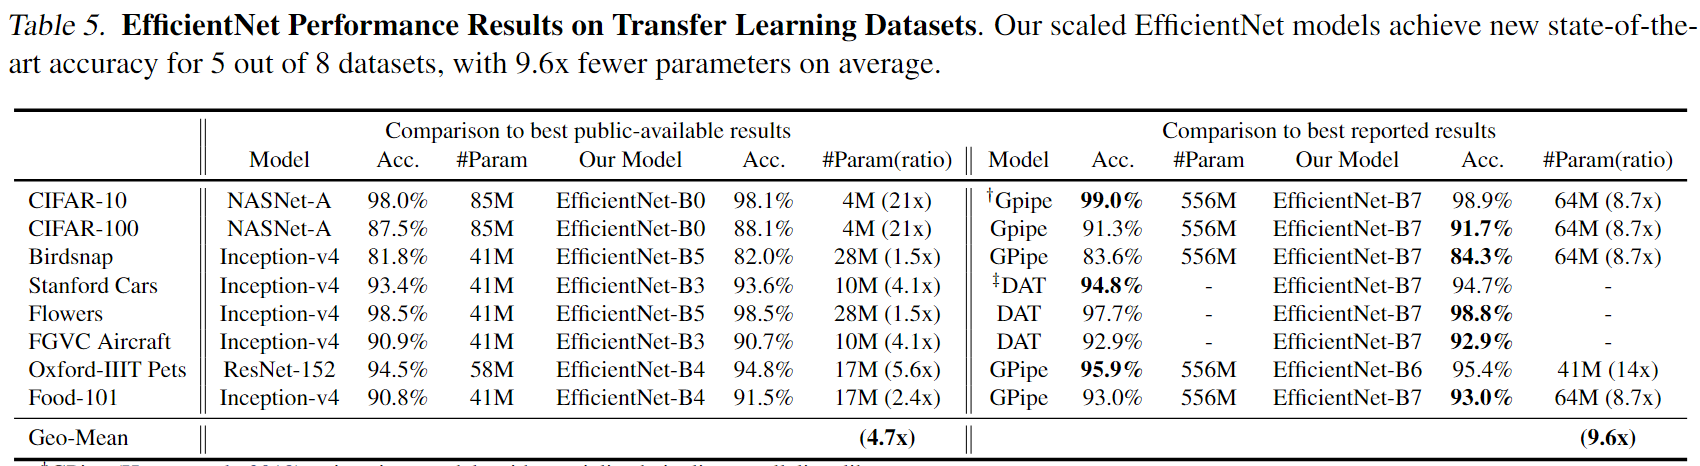 Table 5. EfficientNet Performance Results on Transfer Learning Datasets. Our scaled EfficientNet models achieve new state-of-the-
art accuracy for 5 out of 8 datasets, with 9.6x fewer parameters on average.
Comparison to best public-available results Comparison to best reported results
Model Acc. #Param Our Model Acc. #Param(ratio) Model Acc. #Param Our Model Acc. #Param(ratio)
CIFAR-10 NASNet-A 98.0% 85M EfficientNet-B0 98.1% 4M (21x) †Gpipe 99.0% 556M EfficientNet-B7 98.9% 64M (8.7x)
CIFAR-100 NASNet-A 87.5% 85M EfficientNet-B0 88.1% 4M (21x) Gpipe 91.3% 556M EfficientNet-B7 91.7% 64M (8.7x)
Birdsnap Inception-v4 81.8% 41M EfficientNet-B5 82.0% 28M (1.5x) GPipe 83.6% 556M EfficientNet-B7 84.3% 64M (8.7x)
Stanford Cars Inception-v4 93.4% 41M EfficientNet-B3 93.6% 10M (4.1x) ‡DAT 94.8% - EfficientNet-B7 94.7% -
Flowers Inception-v4 98.5% 41M EfficientNet-B5 98.5% 28M (1.5x) DAT 97.7% - EfficientNet-B7 98.8% -
FGVC Aircraft Inception-v4 90.9% 41M EfficientNet-B3 90.7% 10M (4.1x) DAT 92.9% - EfficientNet-B7 92.9% -
Oxford-IIIT Pets ResNet-152 94.5% 58M EfficientNet-B4 94.8% 17M (5.6x) GPipe 95.9% 556M EfficientNet-B6 95.4% 41M (14x)
Food-101 Inception-v4 90.8% 41M EfficientNet-B4 91.5% 17M (2.4x) GPipe 93.0% 556M EfficientNet-B7 93.0% 64M (8.7x)
Geo-Mean (4.7x) (9.6x)